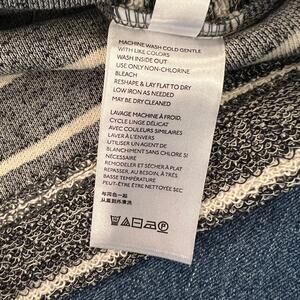 MACHINE WASH COLD GENTLE
WITH LIKE COLORS
WASH INSIDE OUT
USE ONLY NON-CHLORINE
BLEACH
RESHAPE & LAY FLAT TO DRY
LOW IRON AS NEEDED
MAY BE DRY CLEANED
LAVAGE MACHINE À FROID,
CYCLE LINGE DÉLICAT
AVEC COULEURS SIMILAIRES
LAVER À L'ENVERS
UTILISER UN AGENT DE
BLANCHIMENT SANS CHLORE SI
NÉCESSAIRE
REMODELER ET SÉCHER À PLAT
REPASSER, AU BESOIN, À TRÈS
BASSE TEMPÉRATURE
PEUT-ÊTRE ÊTRE NETTOYÉE SEC